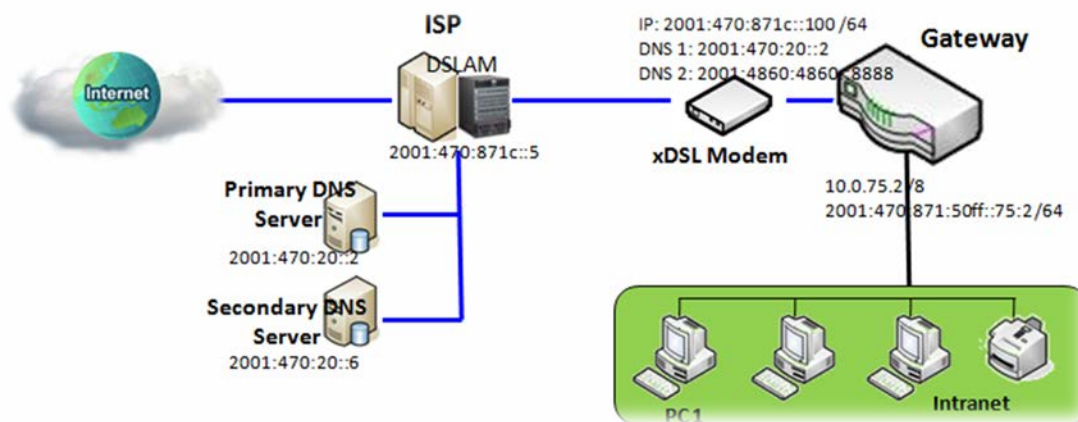 ISP
DSLAM
Internet
2001:470:871c::5
Primary DNS
Server
2001:470:20::2
Secondary DNS
Server
2001:470:20::6
IP: 2001:470:871c::100 /64
DNS 1: 2001:470:20::2
DNS 2: 2001:4860:4860::8888
Gateway
xDSL Modem
10.0.75.2 /8
2001:470:871:50ff::75:2 /64
PC1
Intranet